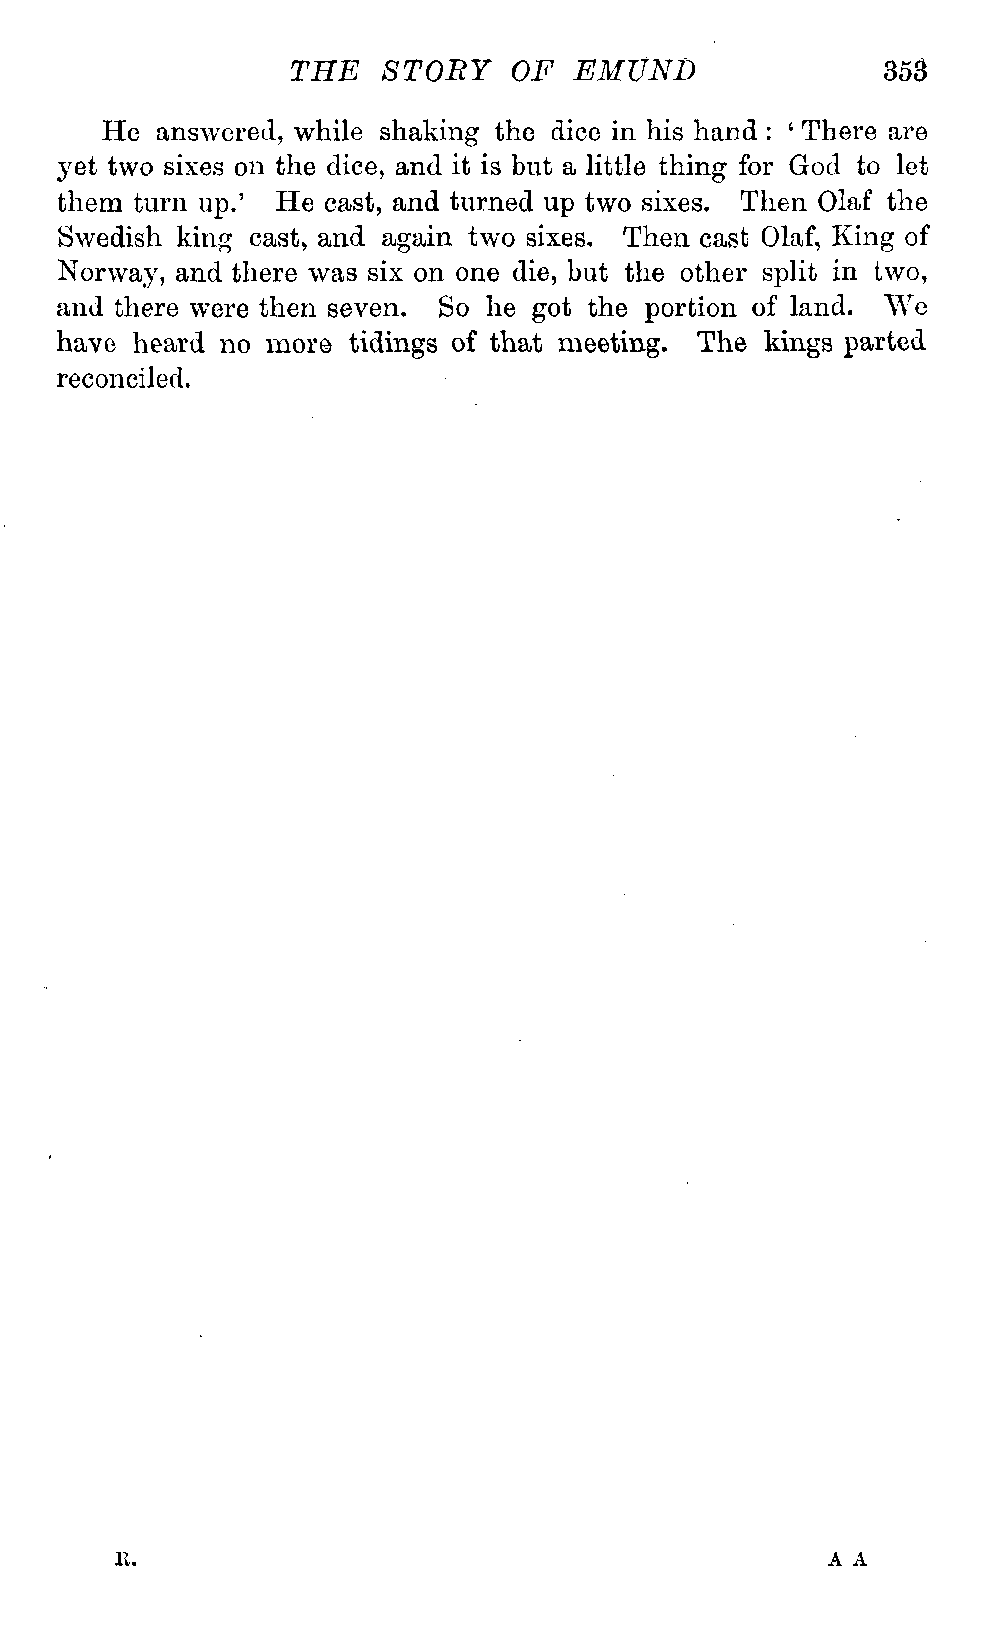 THE STORY OF EMUND 353
He answered, while shaking the dice in his hand: ‘There are
yet two sixes on the dice, and it is but a little thing for God to let
them turn up.’ He cast, and turned up two sixes. Then Olaf the
Swedish king cast, and again two sixes. Then cast Olaf, King of
Norway, and there was six on one die, but the other split in two,
and there were then seven. So he got the portion of land. We
have heard no more tidings of that meeting. The kings parted
reconciled.
R. A A